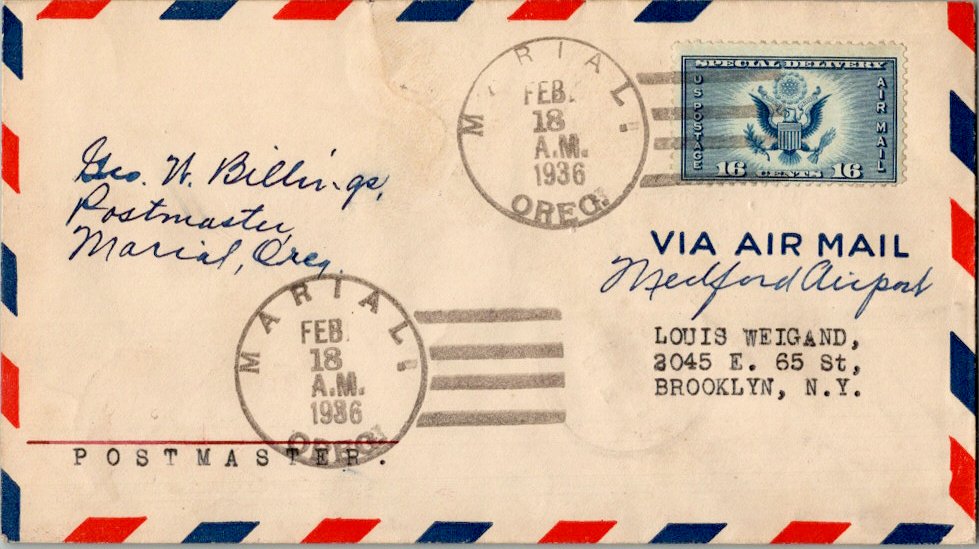 MARIAL,
FEB.
18
A.M.
1936
OREG.
SPECIAL DELIVERY
US POSTAGE
AIR MAIL
16 CENTS 16
Geo. W. Billings,
Postmaster,
Marial, Oreg.
VIA AIR MAIL
Medford Airport
MARIAL,
FEB.
18
A.M.
1936
OREG.
LOUIS WEIGAND,
2045 E. 65 St,
BROOKLYN, N.Y.
POSTMASTER.